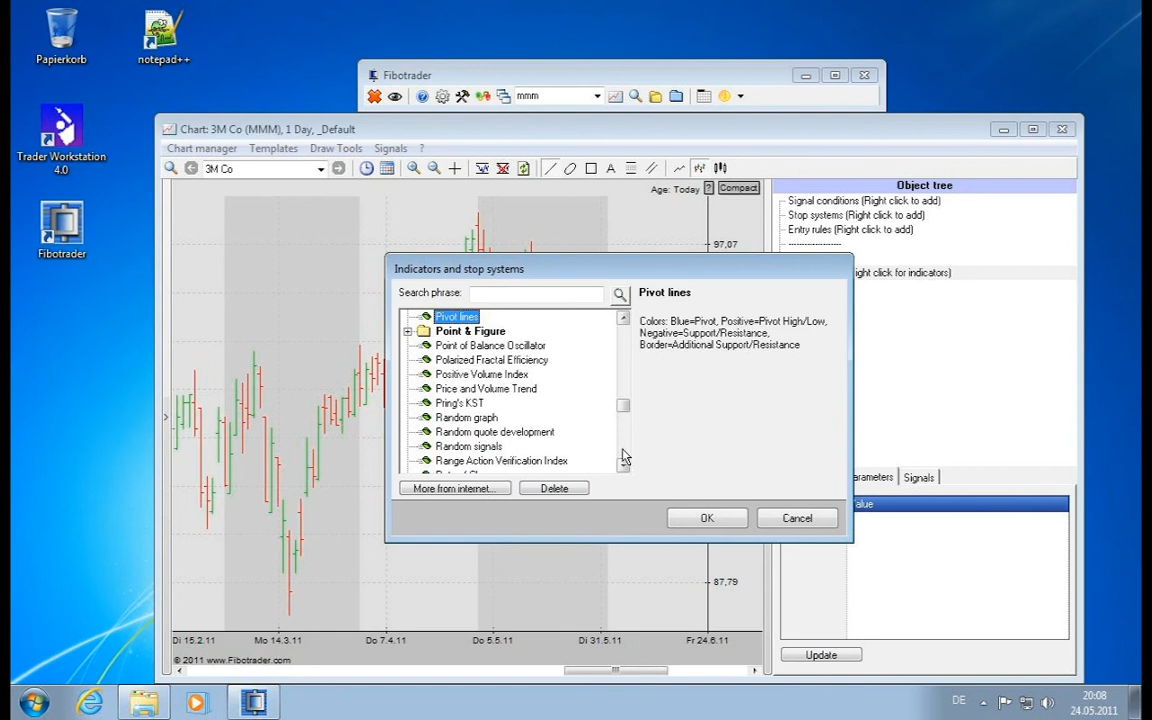 Papierkorb
notepad++
Trader Workstation
4.0
Fibotrader
Fibotrader
mmm
Chart: 3M Co (MMM), 1 Day, _Default
Chart manager Templates Draw Tools Signals ?
3M Co
Age: Today ? Compact
97,07
87,79
Di 15.2.11 Mo 14.3.11 Do 7.4.11 Do 5.5.11 Di 31.5.11 Fr 24.6.11
© 2011 www.Fibotrader.com
Object tree
Signal conditions (Right click to add)
Stop systems (Right click to add)
Entry rules (Right click to add)
--------------------
ight click for indicators)
Indicators and stop systems
Search phrase:
Pivot lines
Point & Figure
Point of Balance Oscillator
Polarized Fractal Efficiency
Positive Volume Index
Price and Volume Trend
Pring's KST
Random graph
Random quote development
Random signals
Range Action Verification Index
More from internet... Delete
Pivot lines
Colors: Blue=Pivot, Positive=Pivot High/Low,
Negative=Support/Resistance,
Border=Additional Support/Resistance
OK Cancel
arameters Signals
alue
Update
DE
20:08
24.05.2011